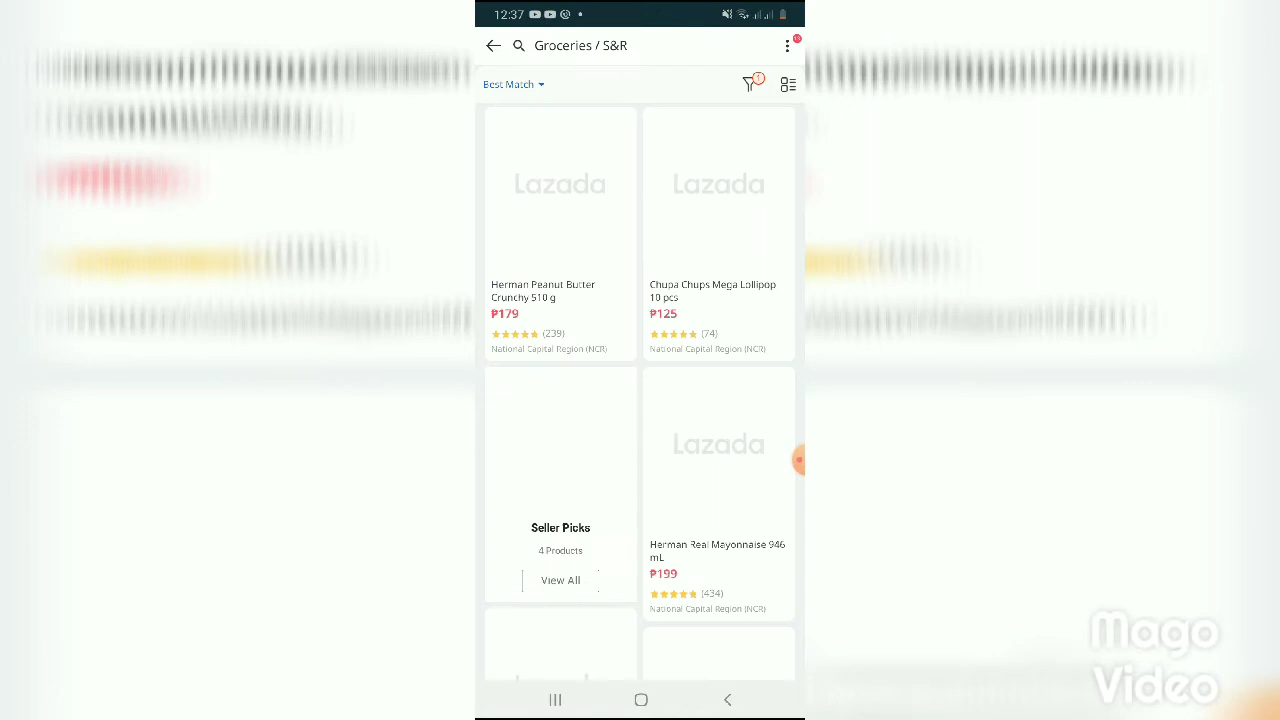 12:37
Groceries / S&R
Best Match
Lazada
Lazada
Herman Peanut Butter
Crunchy 510 g
₱179
(239)
National Capital Region (NCR)
Chupa Chups Mega Lollipop
10 pcs
₱125
(74)
National Capital Region (NCR)
Seller Picks
4 Products
View All
Lazada
Herman Real Mayonnaise 946
mL
₱199
(434)
National Capital Region (NCR)
Mago
Video